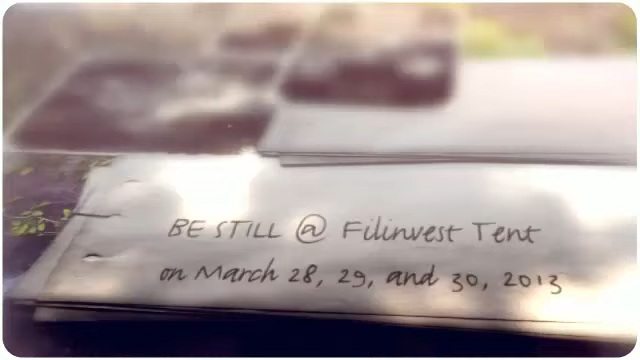 BE STILL @ Filinvest Tent
on March 28, 29, and 30, 2013